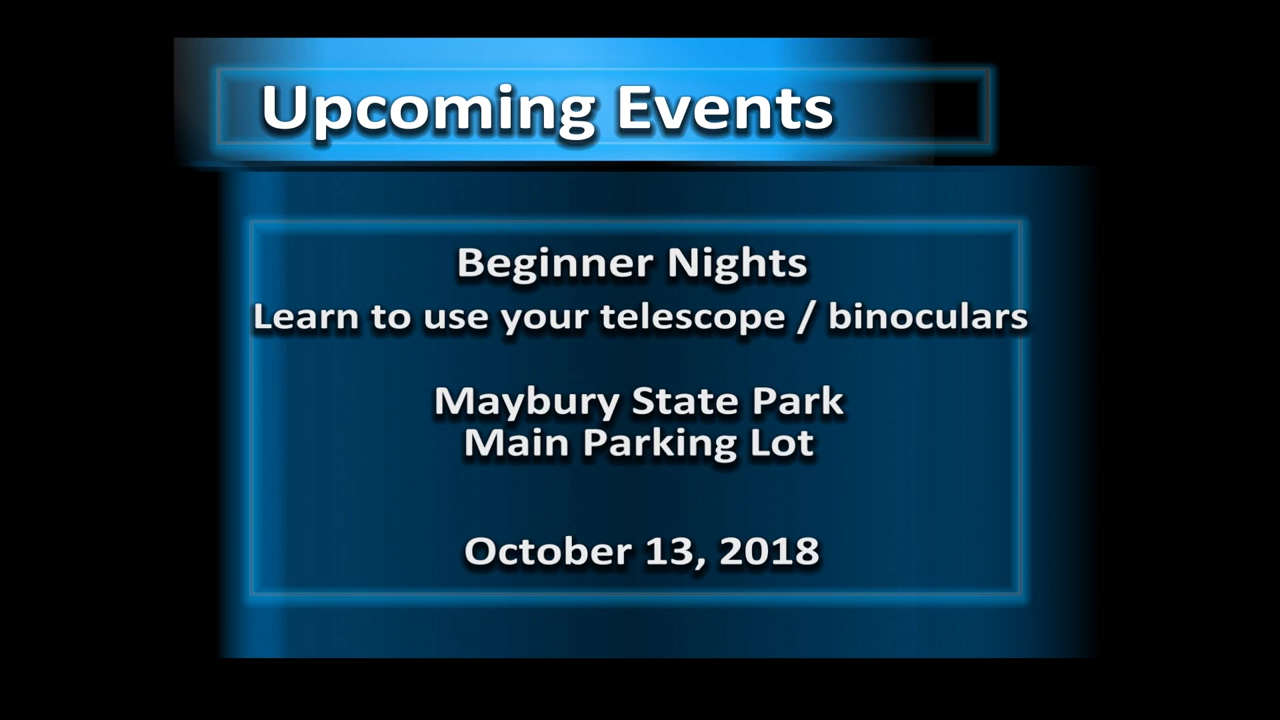 Upcoming Events
Beginner Nights
Learn to use your telescope / binoculars
Maybury State Park
Main Parking Lot
October 13, 2018